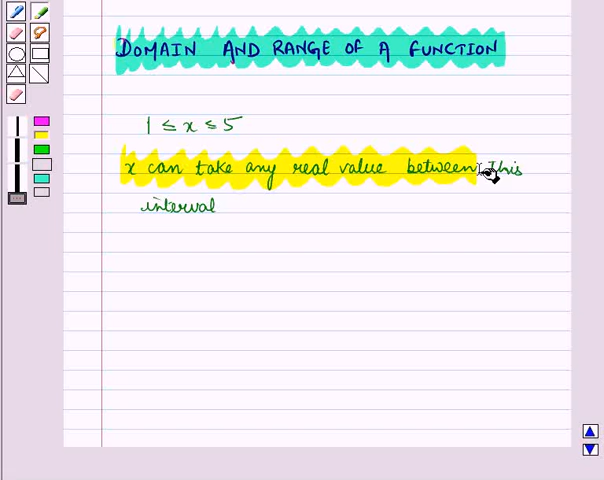 DOMAIN AND RANGE OF A FUNCTION
1 ≤ x ≤ 5
x can take any real value between this
interval